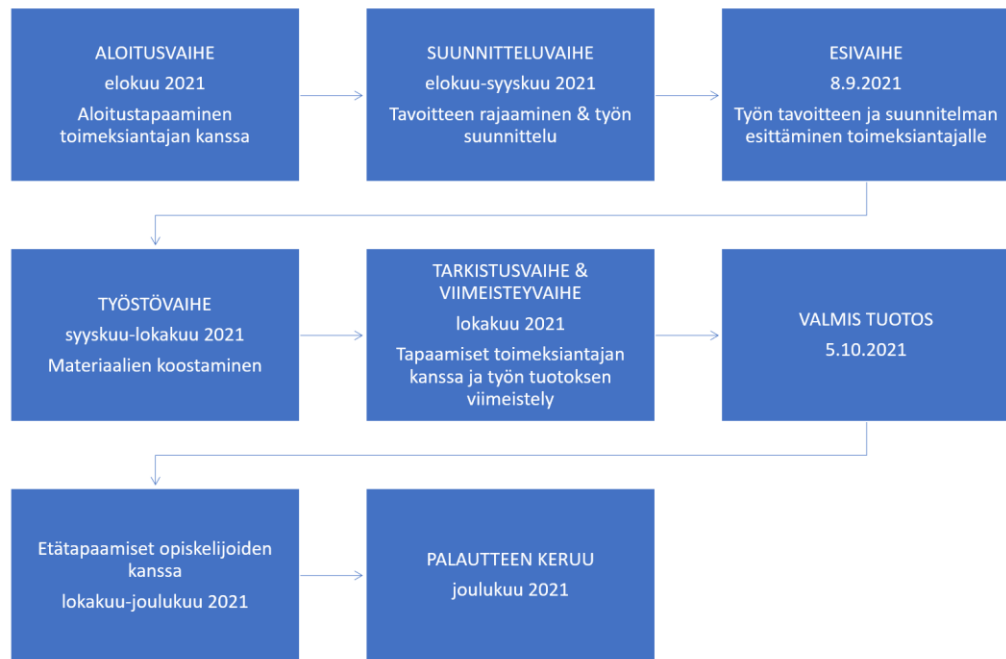 ALOITUSVAIHE
elokuu 2021
Aloitustapaaminen
toimeksiantajan kanssa
SUUNNITTELUVAIHE
elokuu-syyskuu 2021
Tavoitteen rajaaminen & työn
suunnittelu
ESIVAIHE
8.9.2021
Työn tavoitteen ja suunnitelman
esittäminen toimeksiantajalle
TYÖSTÖVAIHE
syyskuu-lokakuu 2021
Materiaalien koostaminen
TARKISTUSVAIHE &
VIIMEISTEYVAIHE
lokakuu 2021
Tapaamiset toimeksiantajan
kanssa ja työn tuotoksen
viimeistely
VALMIS TUOTOS
5.10.2021
Etätapaamiset opiskelijoiden
kanssa
lokakuu-joulukuu 2021
PALAUTTEEN KERUU
joulukuu 2021